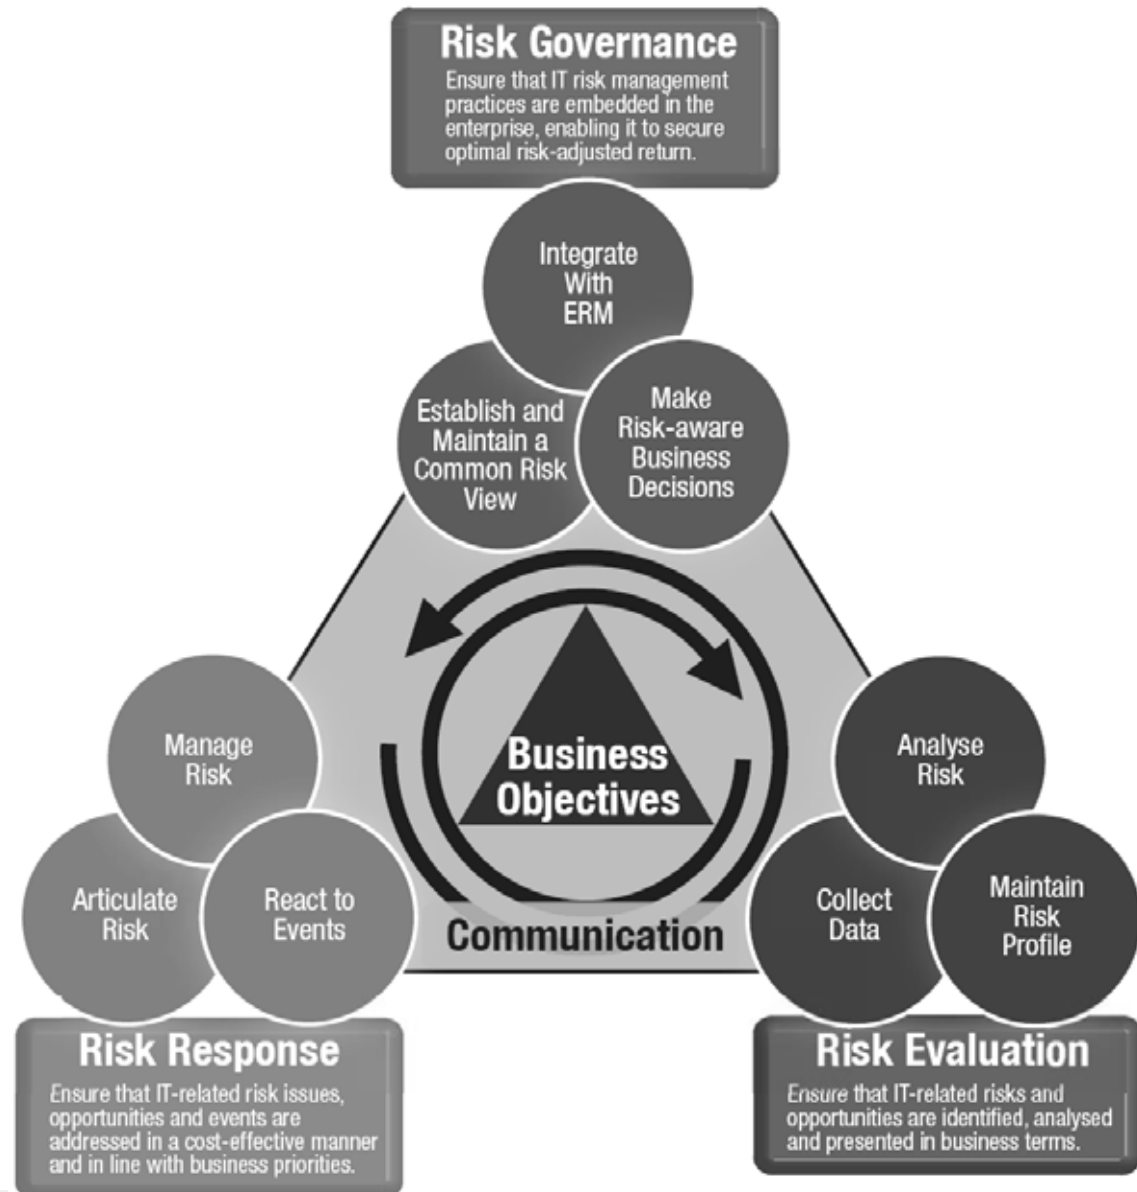 Risk Governance
Ensure that IT risk management
practices are embedded in the
enterprise, enabling it to secure
optimal risk-adjusted return.
Integrate
With
ERM
Establish and
Maintain a
Common Risk
View
Make
Risk-aware
Business
Decisions
Business
Objectives
Communication
Manage
Risk
Articulate
Risk
React to
Events
Risk Response
Ensure that IT-related risk issues,
opportunities and events are
addressed in a cost-effective manner
and in line with business priorities.
Analyse
Risk
Collect
Data
Maintain
Risk
Profile
Risk Evaluation
Ensure that IT-related risks and
opportunities are identified, analysed
and presented in business terms.